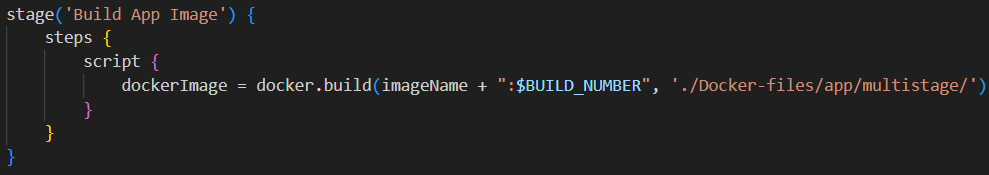 stage('Build App Image') {
    steps {
        script {
            dockerImage = docker.build(imageName + ":$BUILD_NUMBER", './Docker-files/app/multistage/')
        }
    }
}